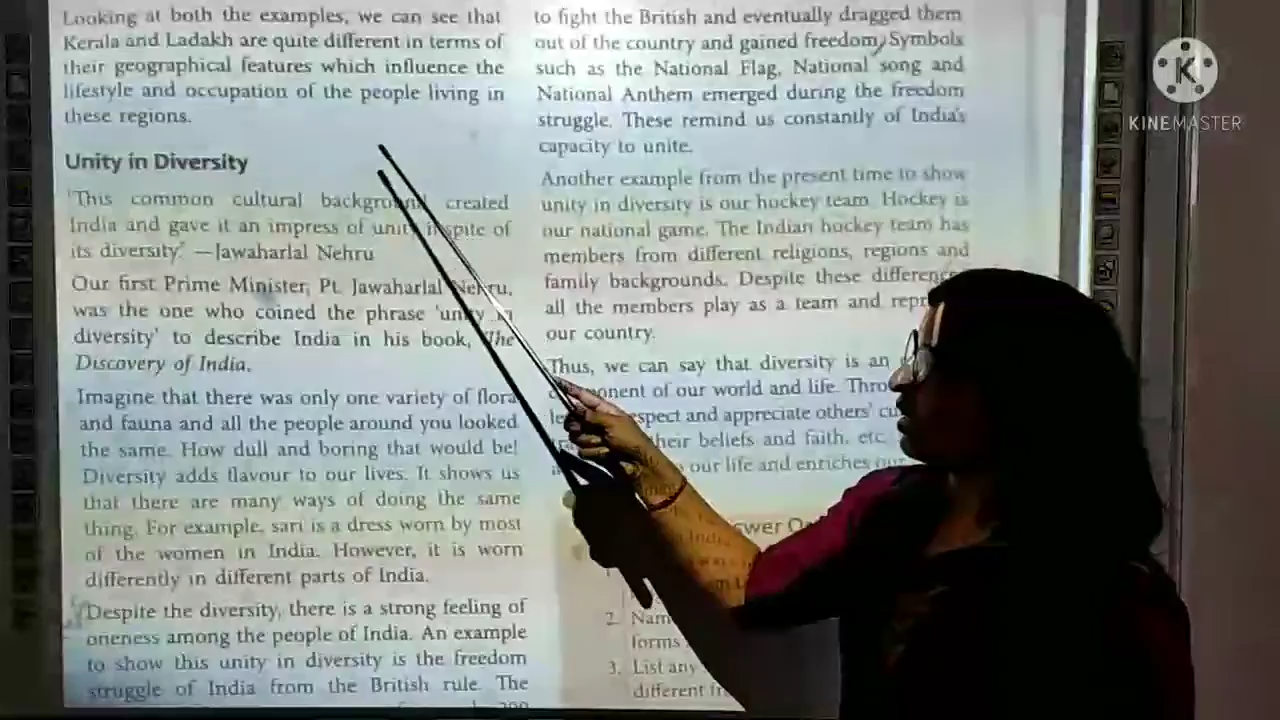 Looking at both the examples, we can see that
Kerala and Ladakh are quite different in terms of
their geographical features which influence the
lifestyle and occupation of the people living in
these regions.
Unity in Diversity
'This common cultural background created
India and gave it an impress of unity inspite of
its diversity.' —Jawaharlal Nehru
Our first Prime Minister, Pt. Jawaharlal Nehru,
was the one who coined the phrase 'unity in
diversity' to describe India in his book, The
Discovery of India.
Imagine that there was only one variety of flora
and fauna and all the people around you looked
the same. How dull and boring that would be!
Diversity adds flavour to our lives. It shows us
that there are many ways of doing the same
thing. For example, sari is a dress worn by most
of the women in India. However, it is worn
differently in different parts of India.
Despite the diversity, there is a strong feeling of
oneness among the people of India. An example
to show this unity in diversity is the freedom
struggle of India from the British rule. The
to fight the British and eventually dragged them
out of the country and gained freedom. Symbols
such as the National Flag, National song and
National Anthem emerged during the freedom
struggle. These remind us constantly of India's
capacity to unite.
Another example from the present time to show
unity in diversity is our hockey team. Hockey is
our national game. The Indian hockey team has
members from different religions, regions and
family backgrounds. Despite these differences
all the members play as a team and
our country.
Thus, we can say that diversity is an
of our world and life.
respect and appreciate others'
their beliefs and faith, etc.
to our life and enriches our
2.
forms
3. List any
different
KINEMASTER